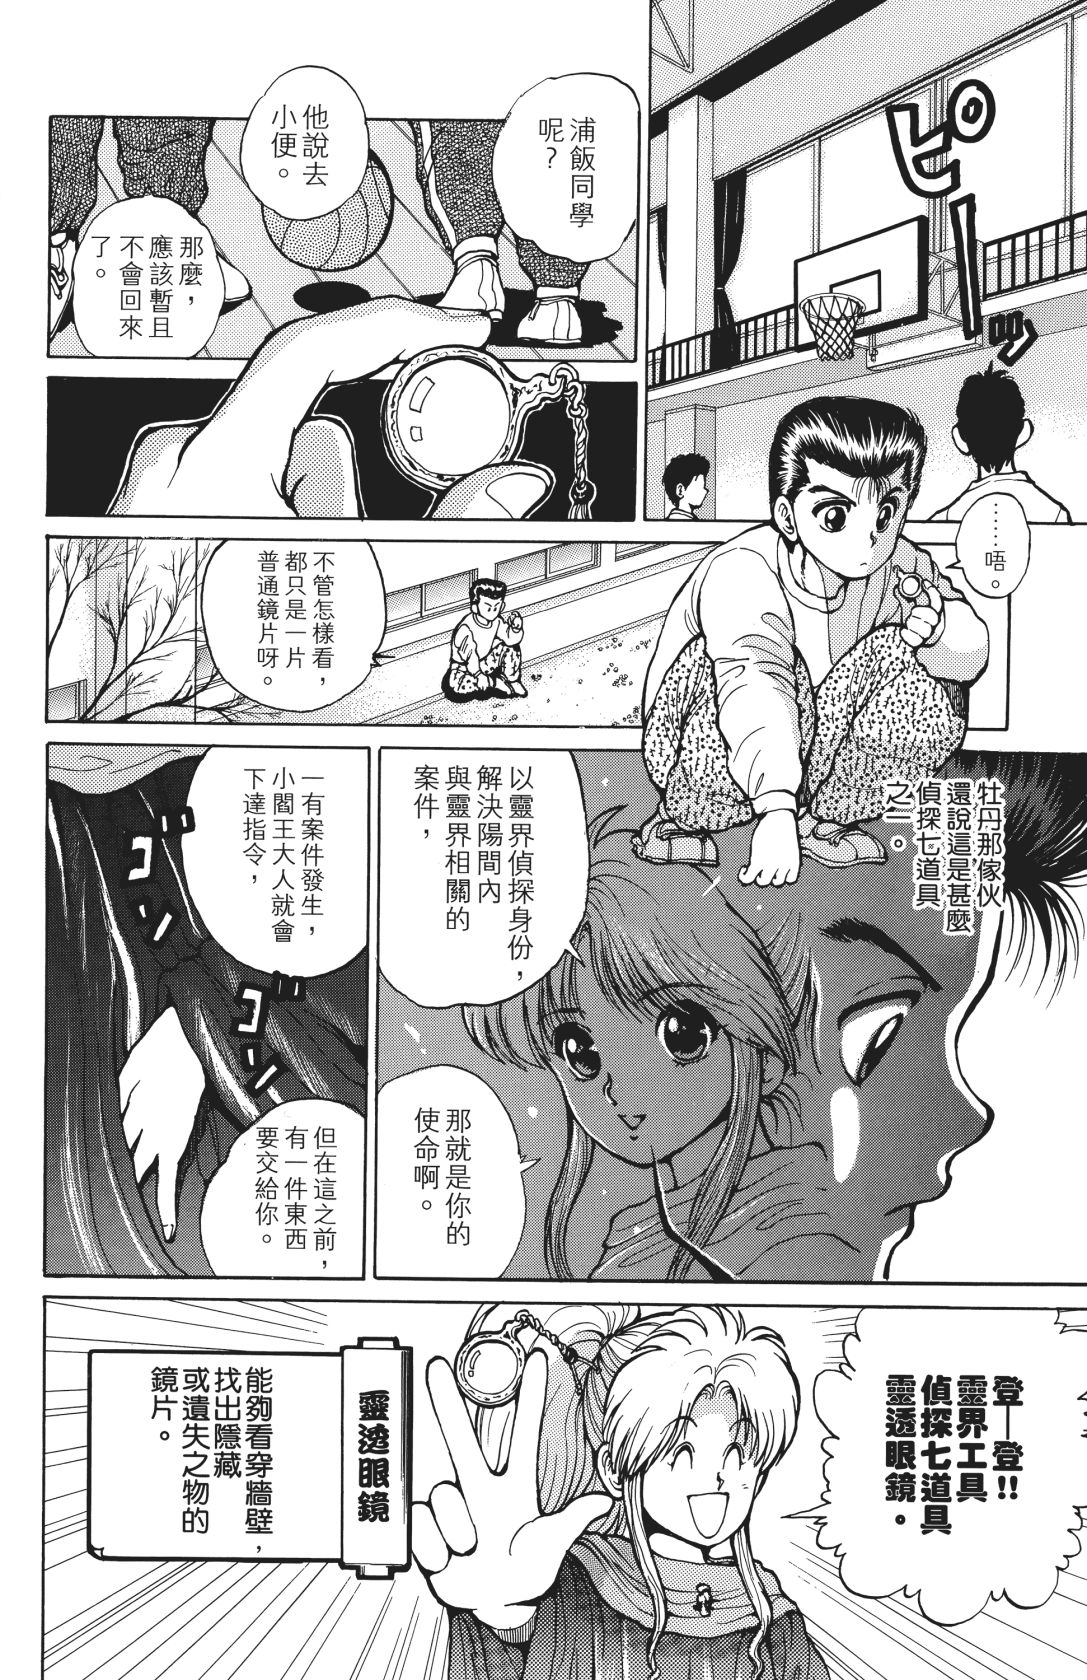 ピーッ
浦飯同學
呢？
他說去
小便。
那麼，
應該暫且
不會回來
了。
……唔。
不管怎樣看，
都只是一片
普通鏡片呀。
牡丹那傢伙
還說這是甚麼
偵探七道具
之一。
以靈界偵探身份，
解決陽間內
與靈界相關的
案件，
那就是你的
使命啊。
一有案件發生，
小閻王大人就會
下達指令，
ゴソ
ゴソ
但在這之前，
有一件東西
要交給你。
登─登!!
靈界工具
偵探七道具
靈透眼鏡。
靈透眼鏡
能夠看穿牆壁，
找出隱藏
或遺失之物的
鏡片。